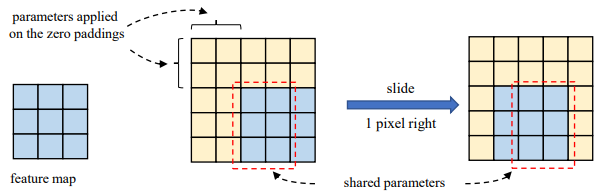 parameters applied
on the zero paddings
slide
1 pixel right
feature map
shared parameters